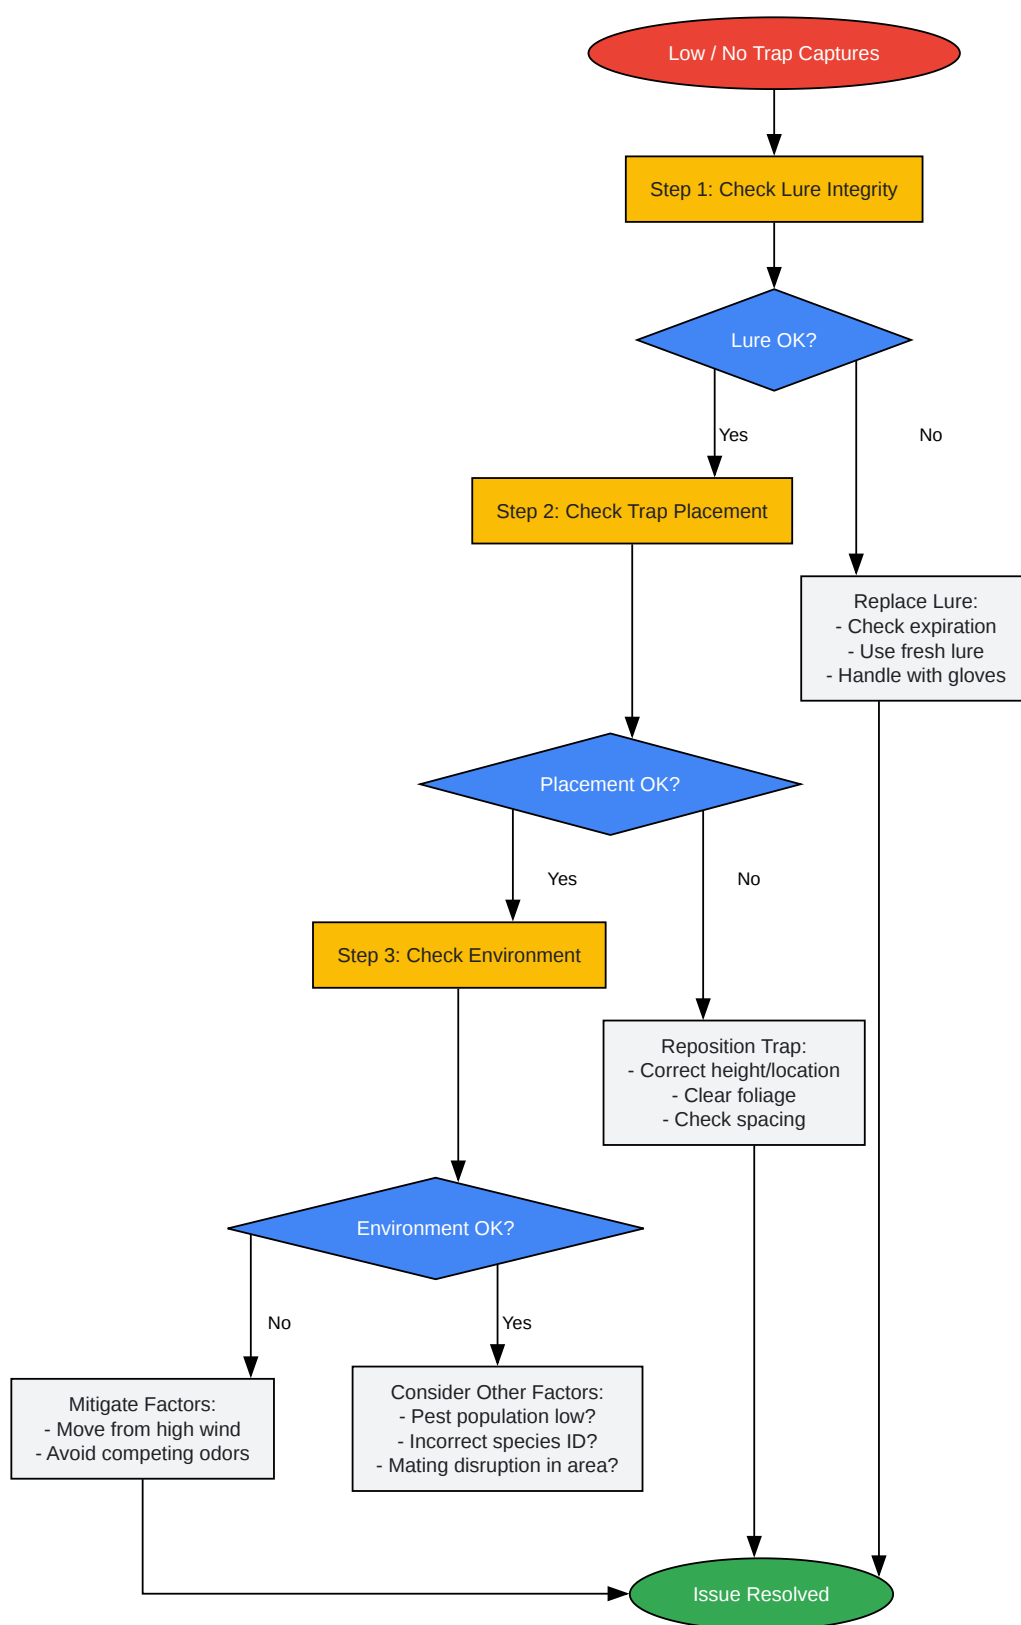 Low / No Trap Captures
Step 1: Check Lure Integrity
Lure OK?
Yes
No
Step 2: Check Trap Placement
Replace Lure:
- Check expiration
- Use fresh lure
- Handle with gloves
Placement OK?
Yes
No
Step 3: Check Environment
Reposition Trap:
- Correct height/location
- Clear foliage
- Check spacing
Environment OK?
No
Yes
Mitigate Factors:
- Move from high wind
- Avoid competing odors
Consider Other Factors:
- Pest population low?
- Incorrect species ID?
- Mating disruption in area?
Issue Resolved